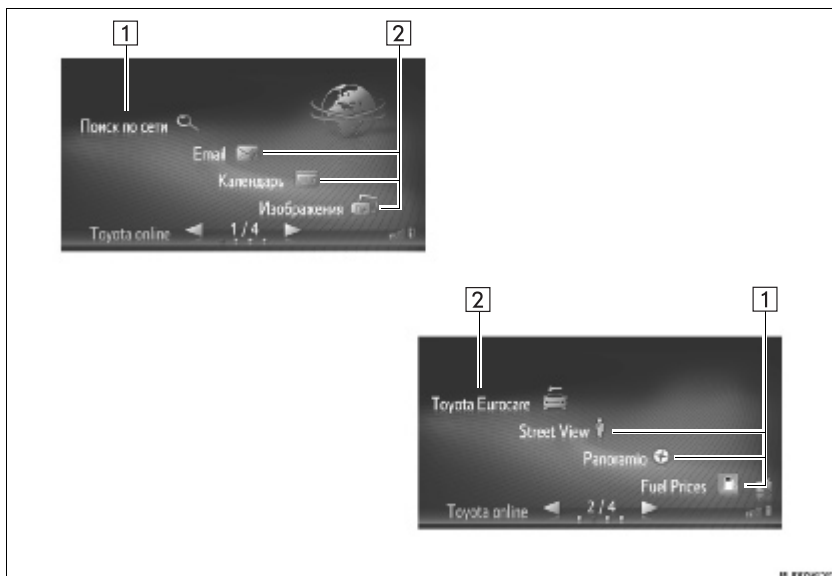 1 2
Поиск по сети
Email
Календарь
Изображения
Toyota online 1/4
2 1
Toyota Eurocare
Street View
Panoramio
Fuel Prices
Toyota online 2/4